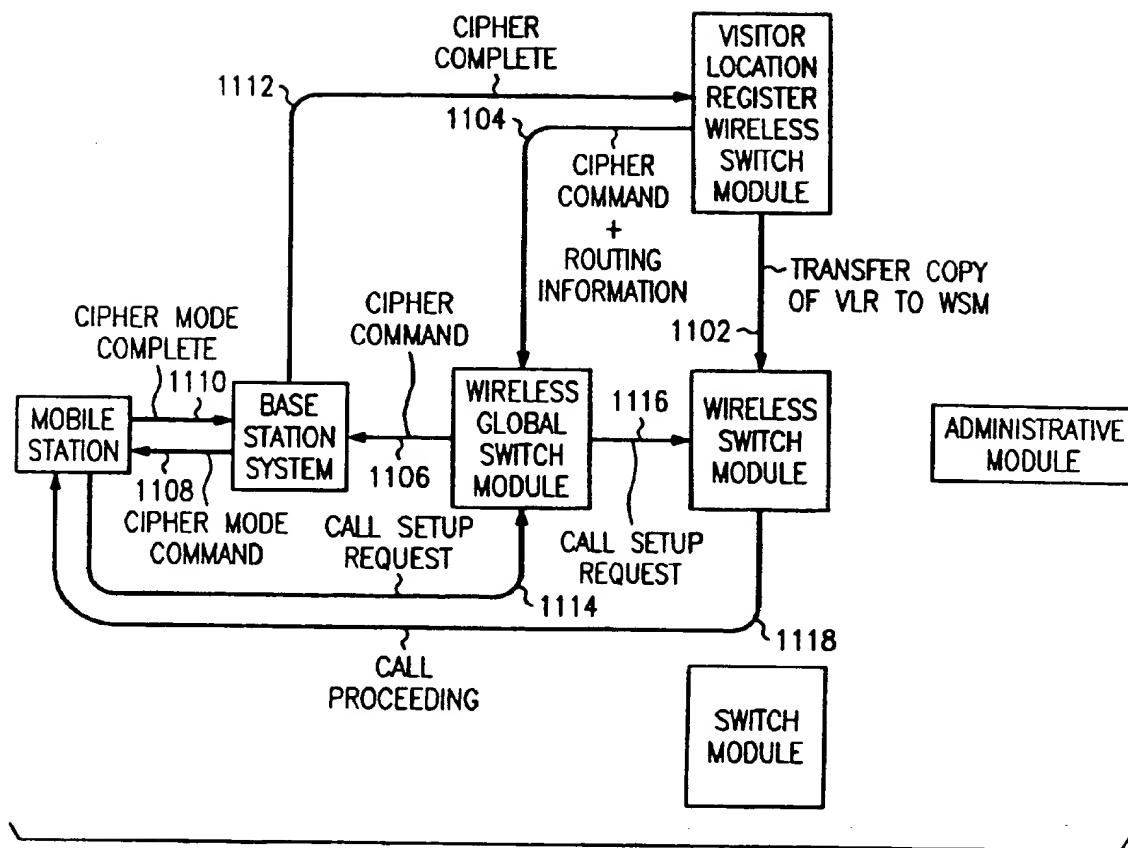 CIPHER
COMPLETE
1112
VISITOR
LOCATION
REGISTER
WIRELESS
SWITCH
MODULE
1104
CIPHER
COMMAND
+
ROUTING
INFORMATION
TRANSFER COPY
OF VLR TO WSM
1102
CIPHER MODE
COMPLETE
1110
CIPHER
COMMAND
MOBILE
STATION
BASE
STATION
SYSTEM
1106
WIRELESS
GLOBAL
SWITCH
MODULE
1116
WIRELESS
SWITCH
MODULE
ADMINISTRATIVE
MODULE
1108
CIPHER MODE
COMMAND
CALL SETUP
REQUEST
1114
CALL SETUP
REQUEST
1118
CALL
PROCEEDING
SWITCH
MODULE